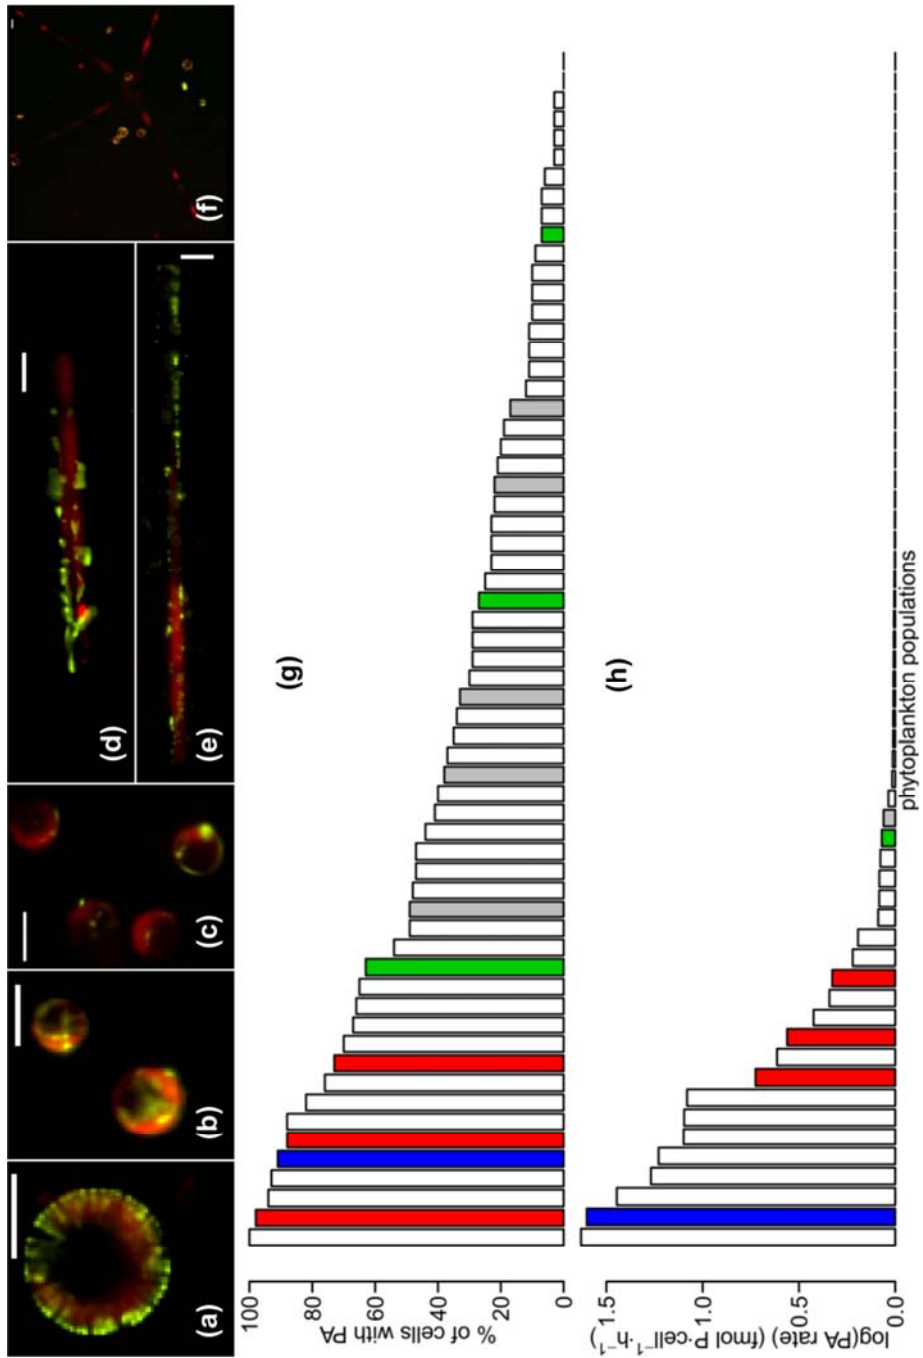 (a)
(b)
(c)
(d)
(e)
(f)
(g)
% of cells with PA
100
80
60
40
20
0
(h)
log(PA rate) (fmol P·cell⁻¹·h⁻¹)
1.5
1.0
0.5
0.0
phytoplankton populations